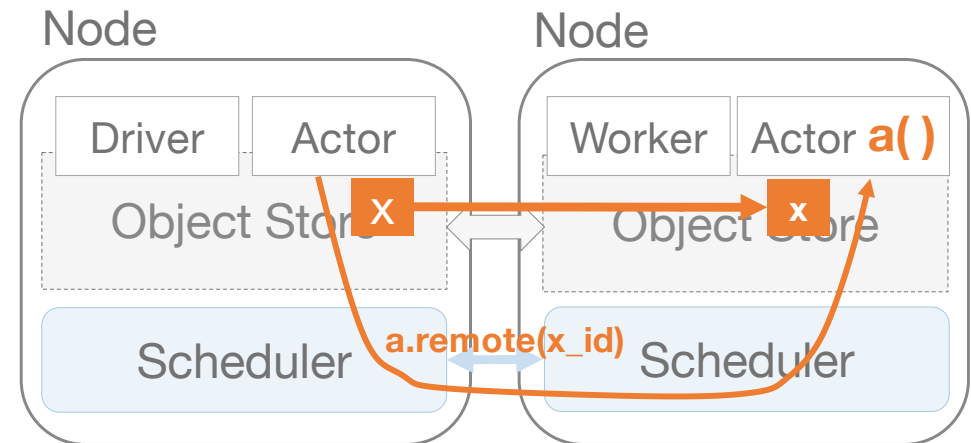 Node
Node
Driver
Actor
Worker
Actor a( )
Object Store
X
x
Object Store
a.remote(x_id)
Scheduler
Scheduler